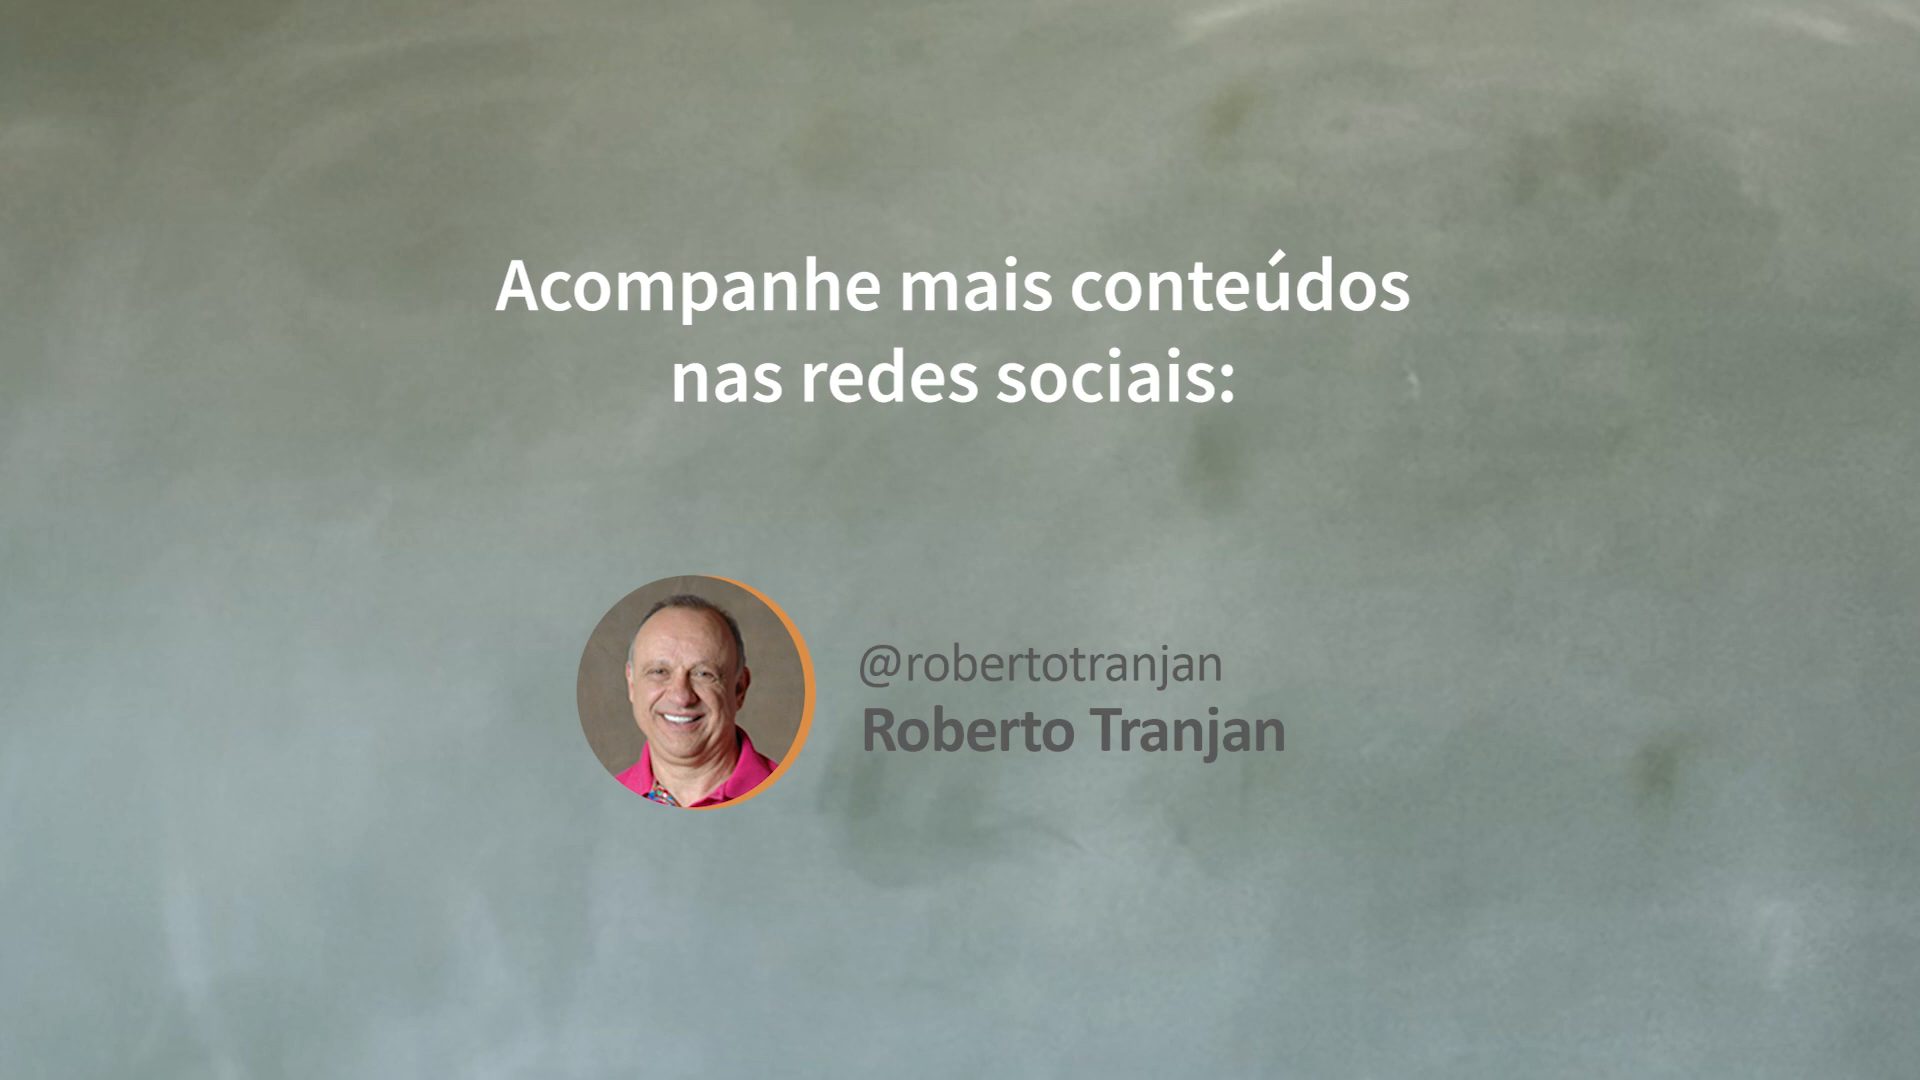 Acompanhe mais conteúdos
nas redes sociais:
@robertotranjan
Roberto Tranjan